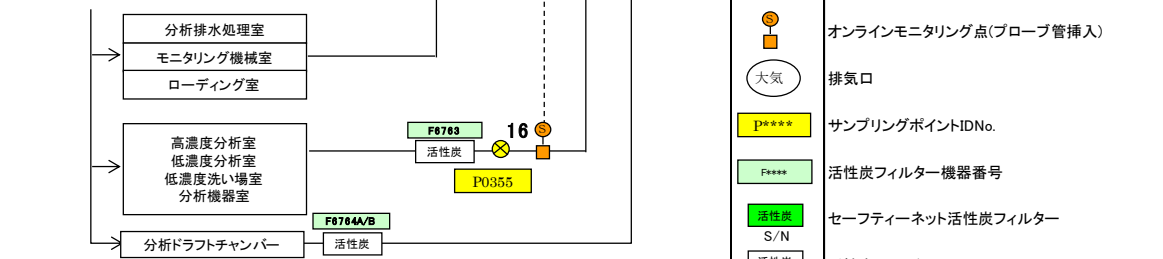 分析排水処理室
モニタリング機械室
ローディング室
高濃度分析室
低濃度分析室
低濃度洗い場室
分析機器室
F6763
活性炭
16
S
P0355
F6764A/B
分析ドラフトチャンバー
活性炭
S
オンラインモニタリング点(プローブ管挿入)
大気
排気口
P****
サンプリングポイントIDNo.
F****
活性炭フィルター機器番号
活性炭
セーフティーネット活性炭フィルター
S/N